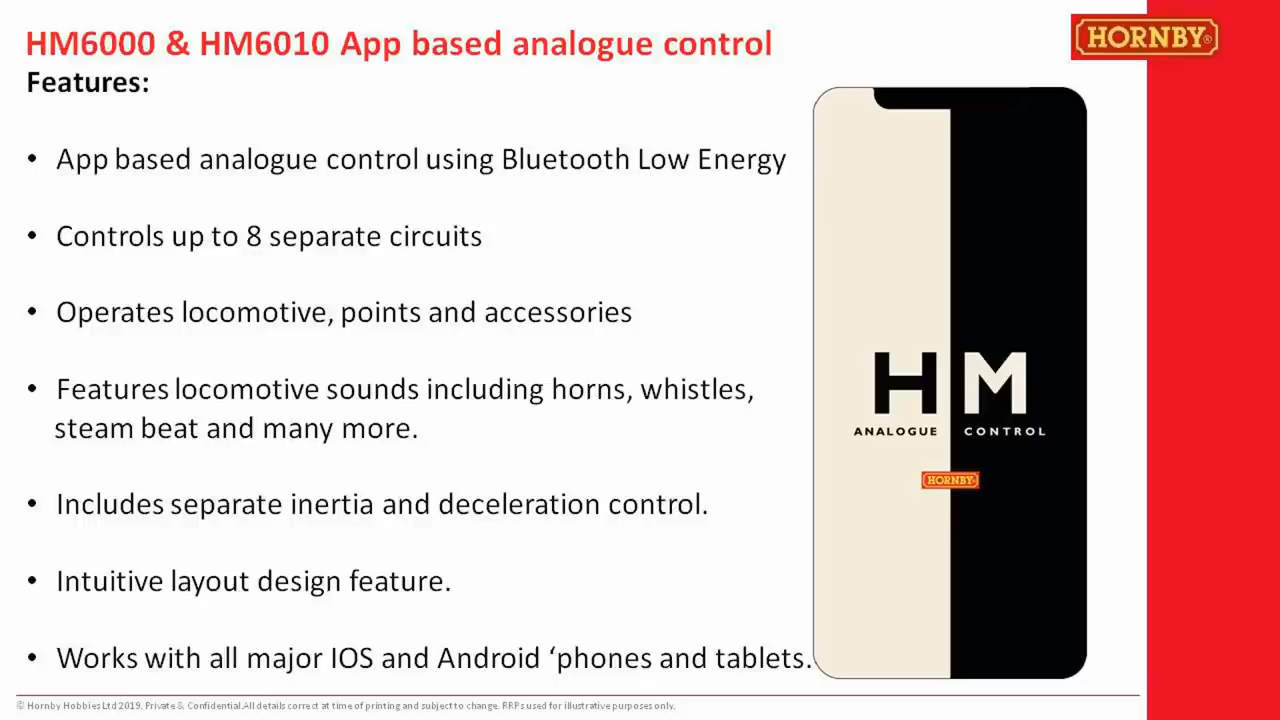 HM6000 & HM6010 App based analogue control
HORNBY®
Features:
• App based analogue control using Bluetooth Low Energy
• Controls up to 8 separate circuits
• Operates locomotive, points and accessories
• Features locomotive sounds including horns, whistles,
steam beat and many more.
• Includes separate inertia and deceleration control.
• Intuitive layout design feature.
• Works with all major IOS and Android ‘phones and tablets.
HM
ANALOGUE CONTROL
HORNBY
© Hornby Hobbies Ltd 2019. Private & Confidential.All details correct at time of printing and subject to change. RRPs used for illustrative purposes only.